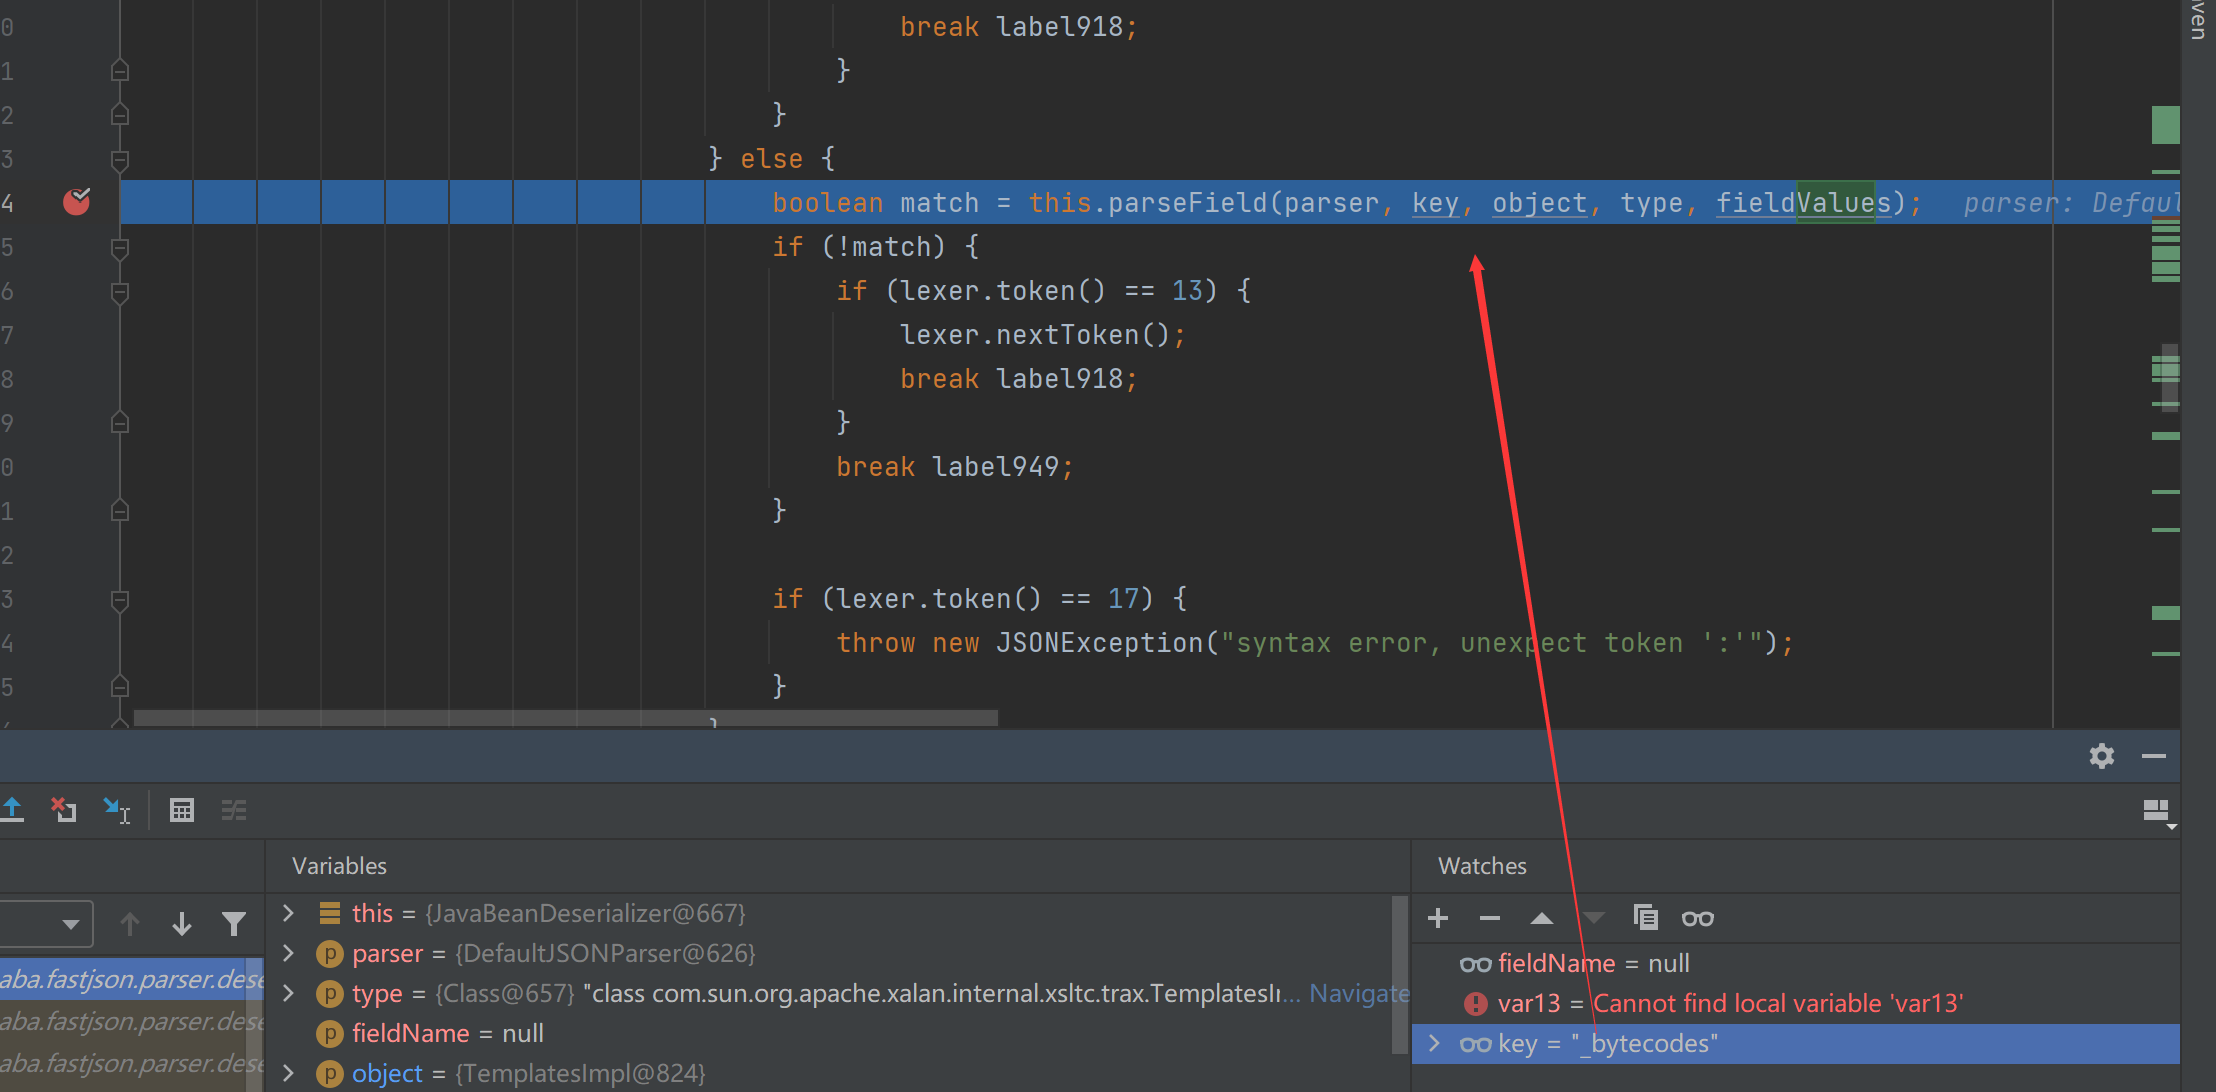 0 break label918;
ven
1 }
2 }
3 } else {
4 boolean match = this.parseField(parser, key, object, type, fieldValues); parser: Defaul
5 if (!match) {
6 if (lexer.token() == 13) {
7 lexer.nextToken();
8 break label918;
9 }
0 break label949;
1 }
2
3 if (lexer.token() == 17) {
4 throw new JSONException("syntax error, unexpect token ':'");
5 }
}
Variables
Watches
this = {JavaBeanDeserializer@667}
parser = {DefaultJSONParser@626}
type = {Class@657} "class com.sun.org.apache.xalan.internal.xsltc.trax.TemplatesI... Navigate
fieldName = null
object = {TemplatesImpl@824}
fieldName = null
var13 = Cannot find local variable 'var13'
key = "_bytecodes"
aba.fastjson.parser.dese
aba.fastjson.parser.dese
aba.fastjson.parser.dese